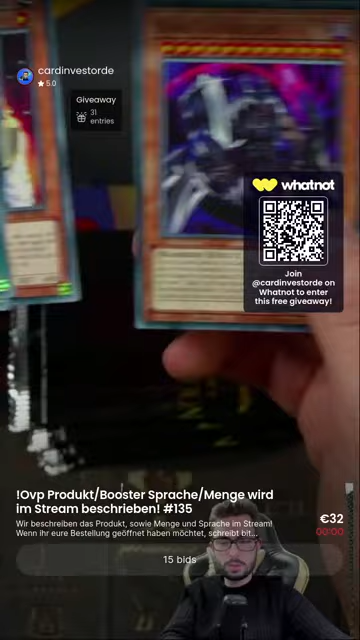 cardinvestorde
★ 5.0
Giveaway
31
entries
whatnot
Join
@cardinvestorde on
Whatnot to enter
this free giveaway!
!Ovp Produkt/Booster Sprache/Menge wird
im Stream beschrieben! #135
€32
Wir beschreiben das Produkt, sowie Menge und Sprache im Stream!
00:00
Wenn ihr eure Bestellung geöffnet haben möchtet, schreibt bit...
15 bids